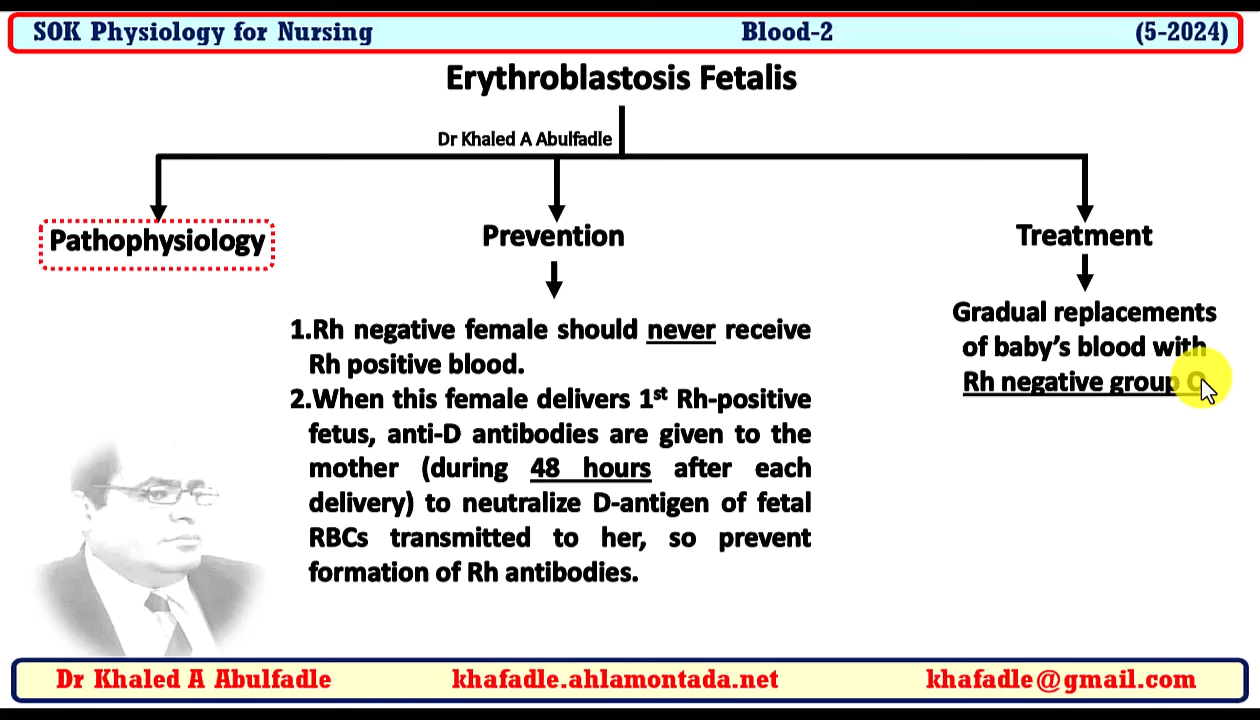 SOK Physiology for Nursing Blood-2 (5-2024)
Erythroblastosis Fetalis
Dr Khaled A Abulfadle
Pathophysiology
Prevention
1.Rh negative female should never receive
Rh positive blood.
2.When this female delivers 1st Rh-positive
fetus, anti-D antibodies are given to the
mother (during 48 hours after each
delivery) to neutralize D-antigen of fetal
RBCs transmitted to her, so prevent
formation of Rh antibodies.
Treatment
Gradual replacements
of baby's blood with
Rh negative group O
Dr Khaled A Abulfadle khafadle.ahlamontada.net khafadle@gmail.com